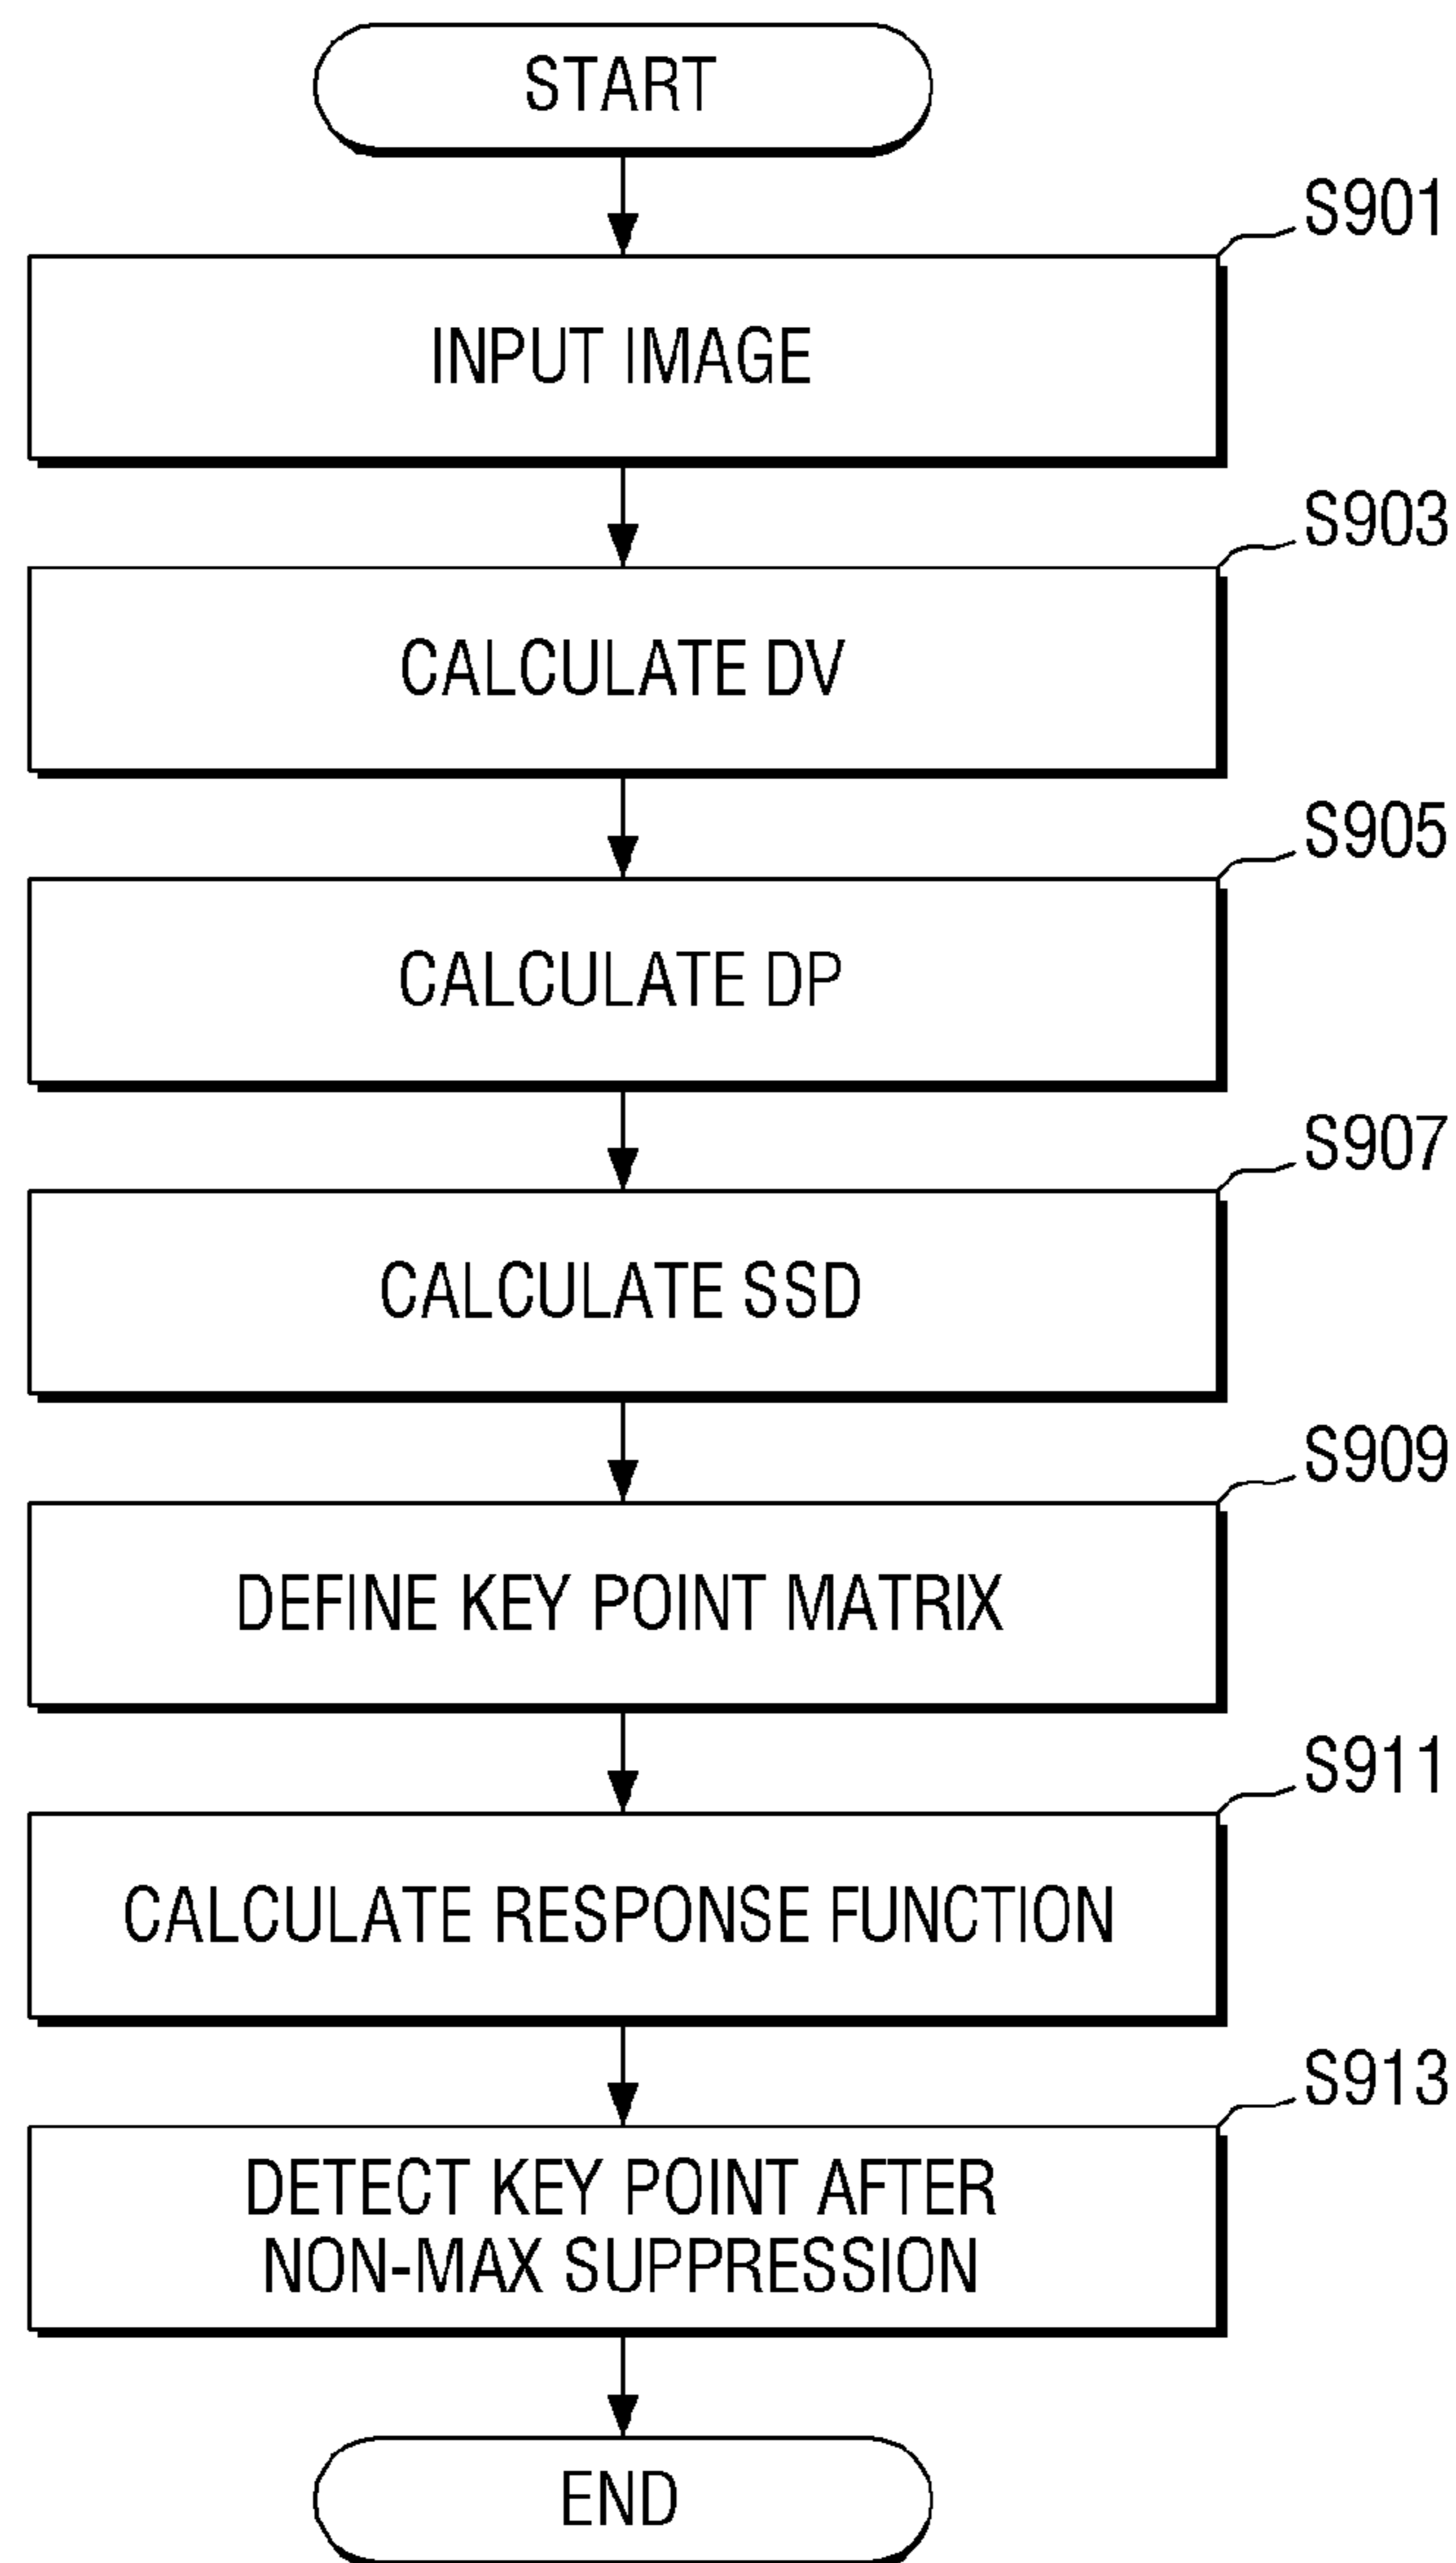 START
S901
INPUT IMAGE
S903
CALCULATE DV
S905
CALCULATE DP
S907
CALCULATE SSD
S909
DEFINE KEY POINT MATRIX
S911
CALCULATE RESPONSE FUNCTION
S913
DETECT KEY POINT AFTER
NON-MAX SUPPRESSION
END